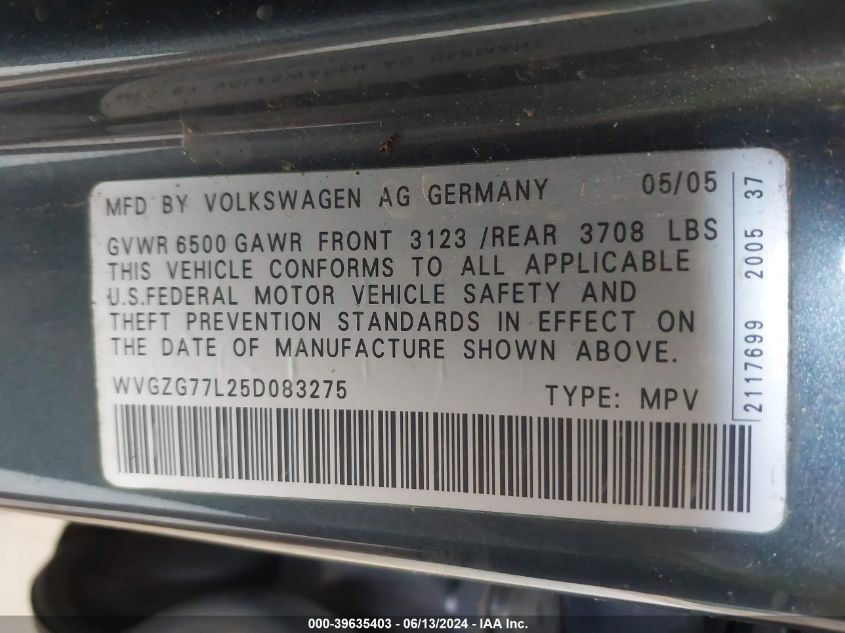 MFD BY VOLKSWAGEN AG GERMANY 05/05
GVWR 6500 GAWR FRONT 3123 /REAR 3708 LBS
THIS VEHICLE CONFORMS TO ALL APPLICABLE
U.S.FEDERAL MOTOR VEHICLE SAFETY AND
THEFT PREVENTION STANDARDS IN EFFECT ON
THE DATE OF MANUFACTURE SHOWN ABOVE.
WVGZG77L25D083275 TYPE: MPV
2117699 2005 37
000-39635403 - 06/13/2024 - IAA Inc.